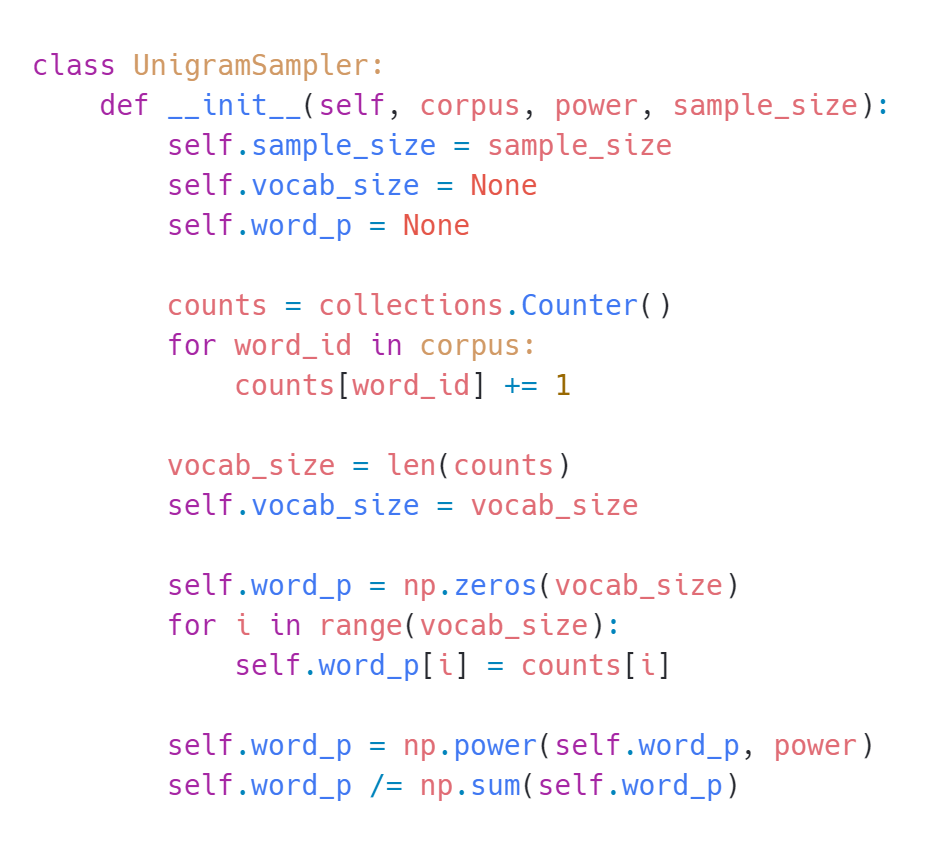 class UnigramSampler:
    def __init__(self, corpus, power, sample_size):
        self.sample_size = sample_size
        self.vocab_size = None
        self.word_p = None

        counts = collections.Counter()
        for word_id in corpus:
            counts[word_id] += 1

        vocab_size = len(counts)
        self.vocab_size = vocab_size

        self.word_p = np.zeros(vocab_size)
        for i in range(vocab_size):
            self.word_p[i] = counts[i]

        self.word_p = np.power(self.word_p, power)
        self.word_p /= np.sum(self.word_p)